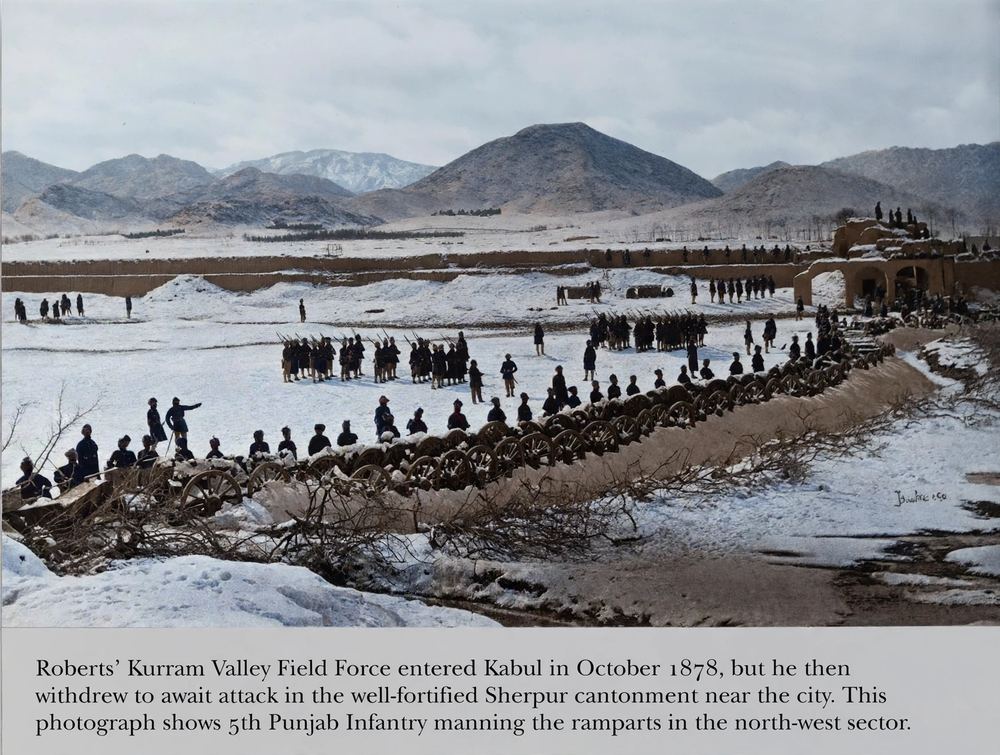 Roberts' Kurram Valley Field Force entered Kabul in October 1878, but he then
withdrew to await attack in the well-fortified Sherpur cantonment near the city. This
photograph shows 5th Punjab Infantry manning the ramparts in the north-west sector.